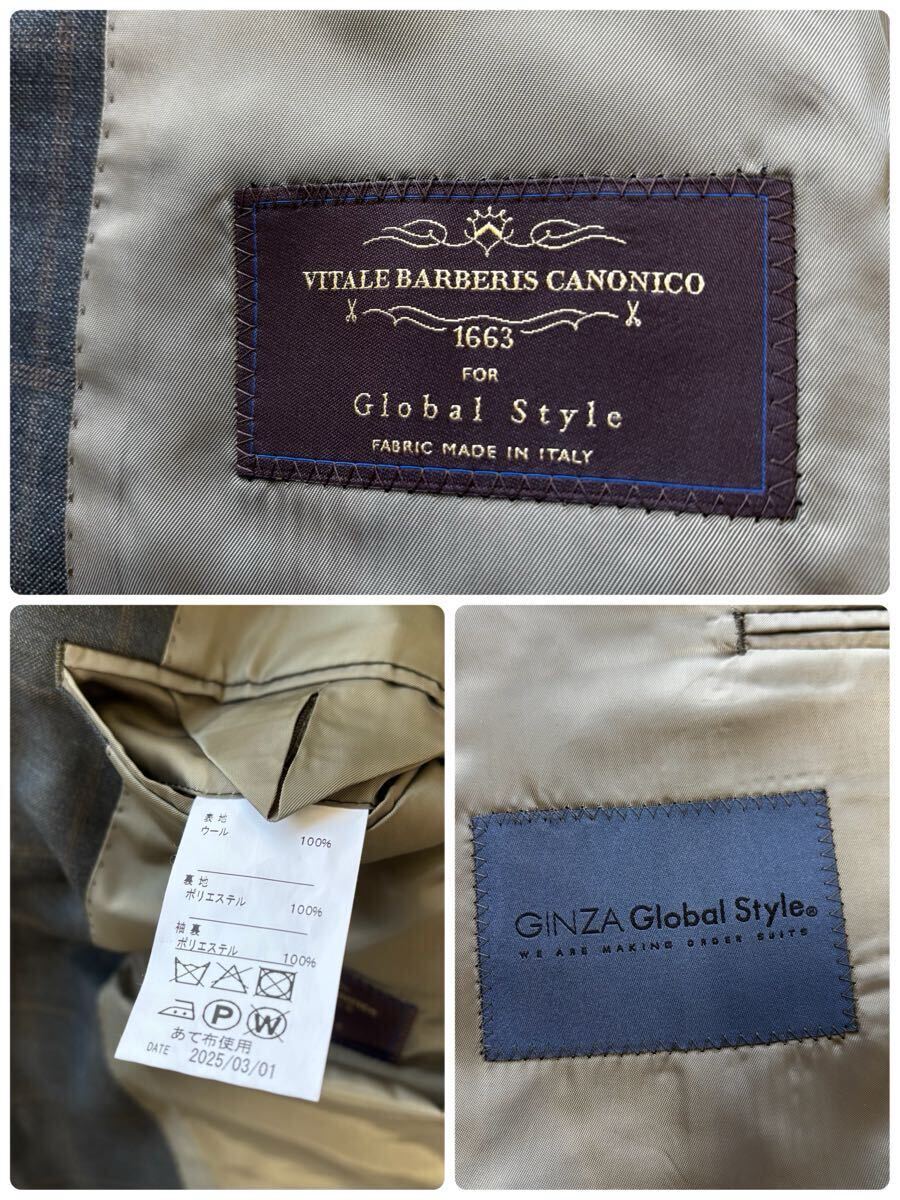 VITALE BARBERIS CANONICO
1663
FOR
Global Style
FABRIC MADE IN ITALY
表地
ウール 100%
裏地
ポリエステル 100%
袖裏
ポリエステル 100%
P W
あて布使用
DATE 2025/03/01
GINZA Global Style®
WE ARE MAKING ORDER SUITS